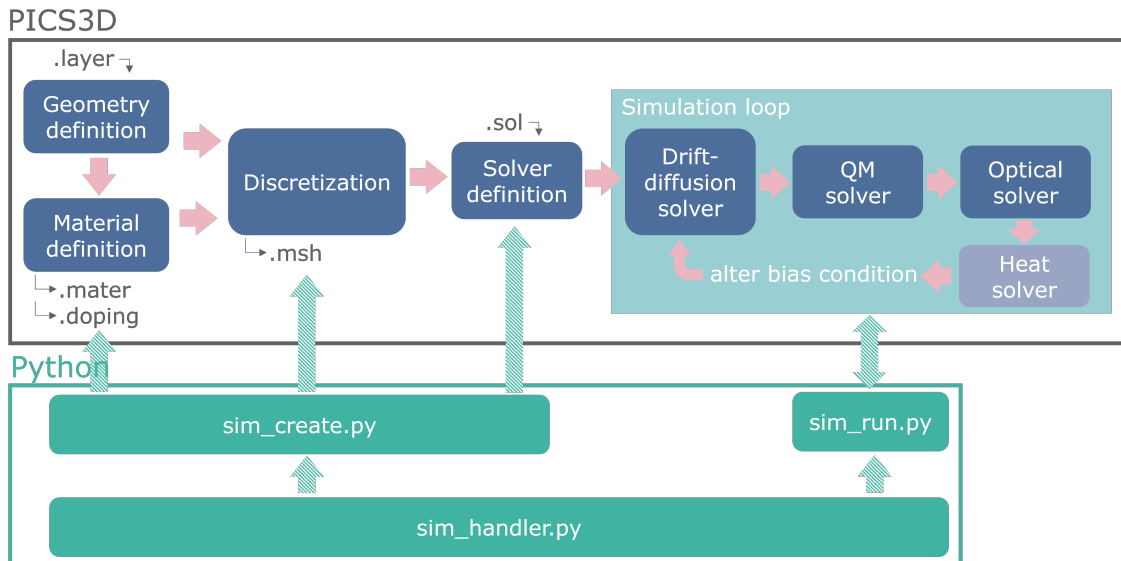 PICS3D
.layer
Geometry
definition
Material
definition
.mater
.doping
Discretization
.msh
.sol
Solver
definition
Simulation loop
Drift-
diffusion
solver
QM
solver
Optical
solver
Heat
solver
alter bias condition
Python
sim_create.py
sim_run.py
sim_handler.py